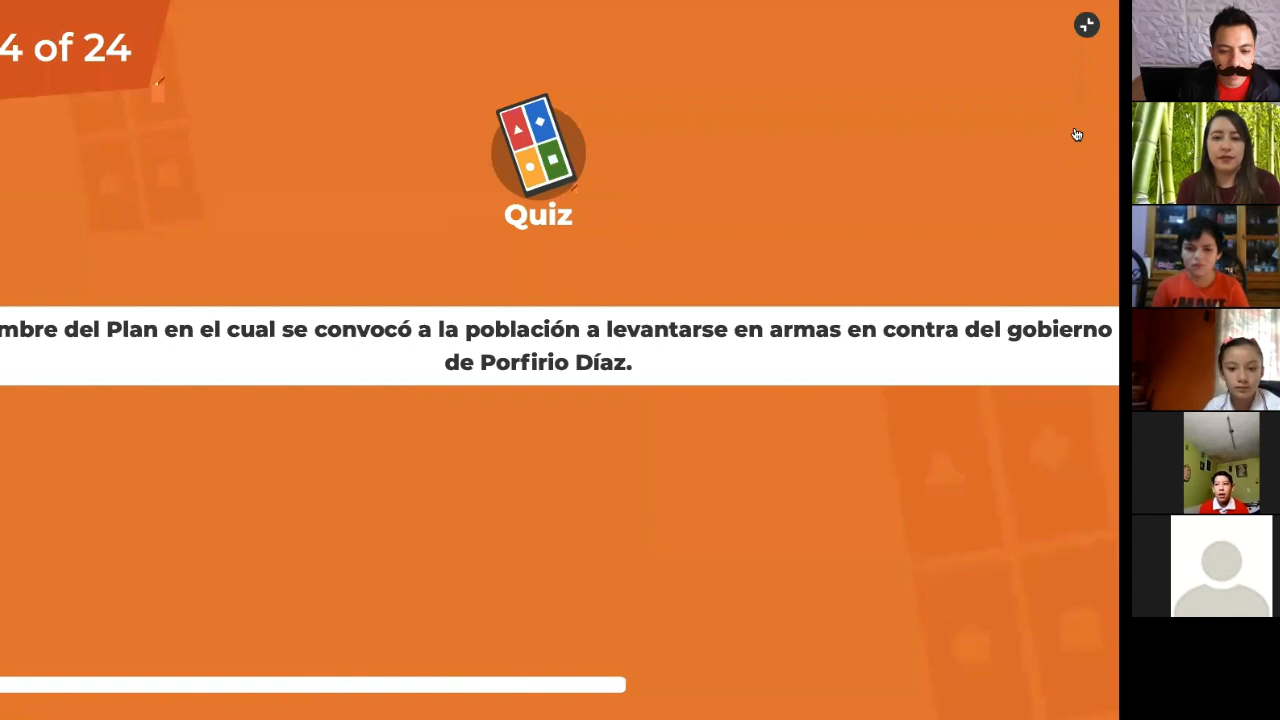 4 of 24
Quiz
mbre del Plan en el cual se convocó a la población a levantarse en armas en contra del gobierno
de Porfirio Díaz.